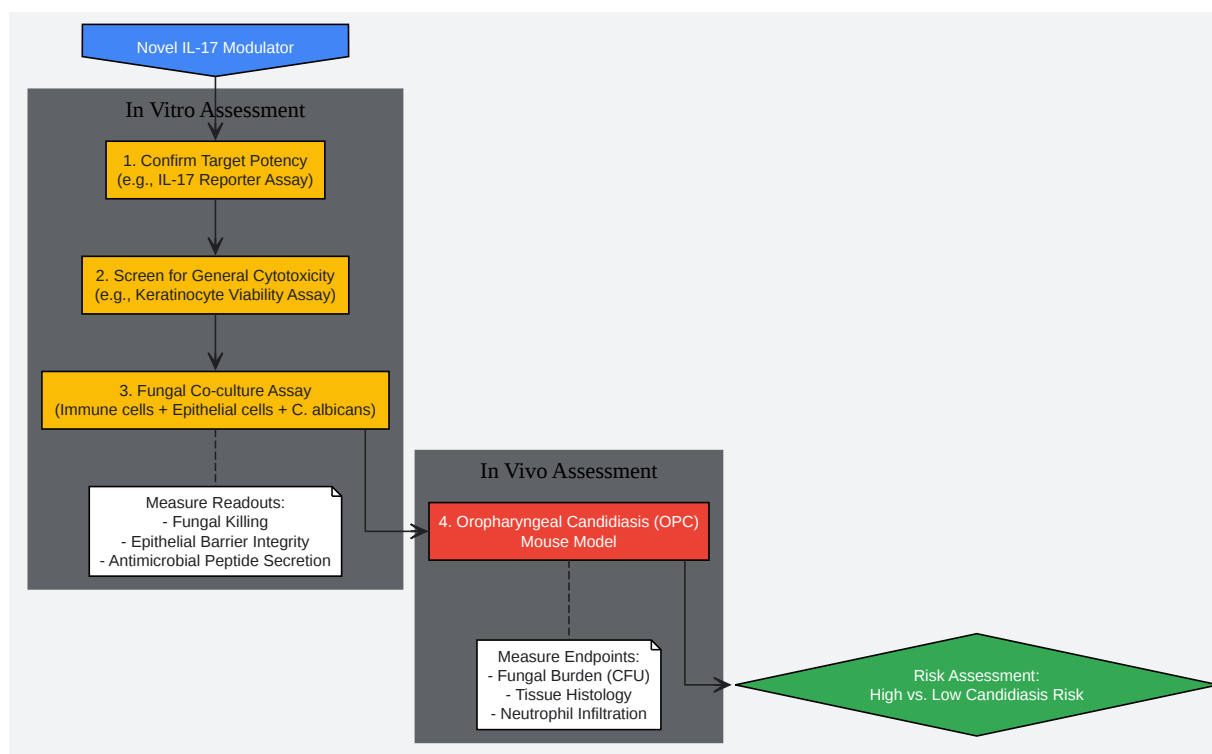 Novel IL-17 Modulator
In Vitro Assessment
1. Confirm Target Potency
(e.g., IL-17 Reporter Assay)
2. Screen for General Cytotoxicity
(e.g., Keratinocyte Viability Assay)
3. Fungal Co-culture Assay
(Immune cells + Epithelial cells + C. albicans)
Measure Readouts:
- Fungal Killing
- Epithelial Barrier Integrity
- Antimicrobial Peptide Secretion
In Vivo Assessment
4. Oropharyngeal Candidiasis (OPC)
Mouse Model
Measure Endpoints:
- Fungal Burden (CFU)
- Tissue Histology
- Neutrophil Infiltration
Risk Assessment:
High vs. Low Candidiasis Risk